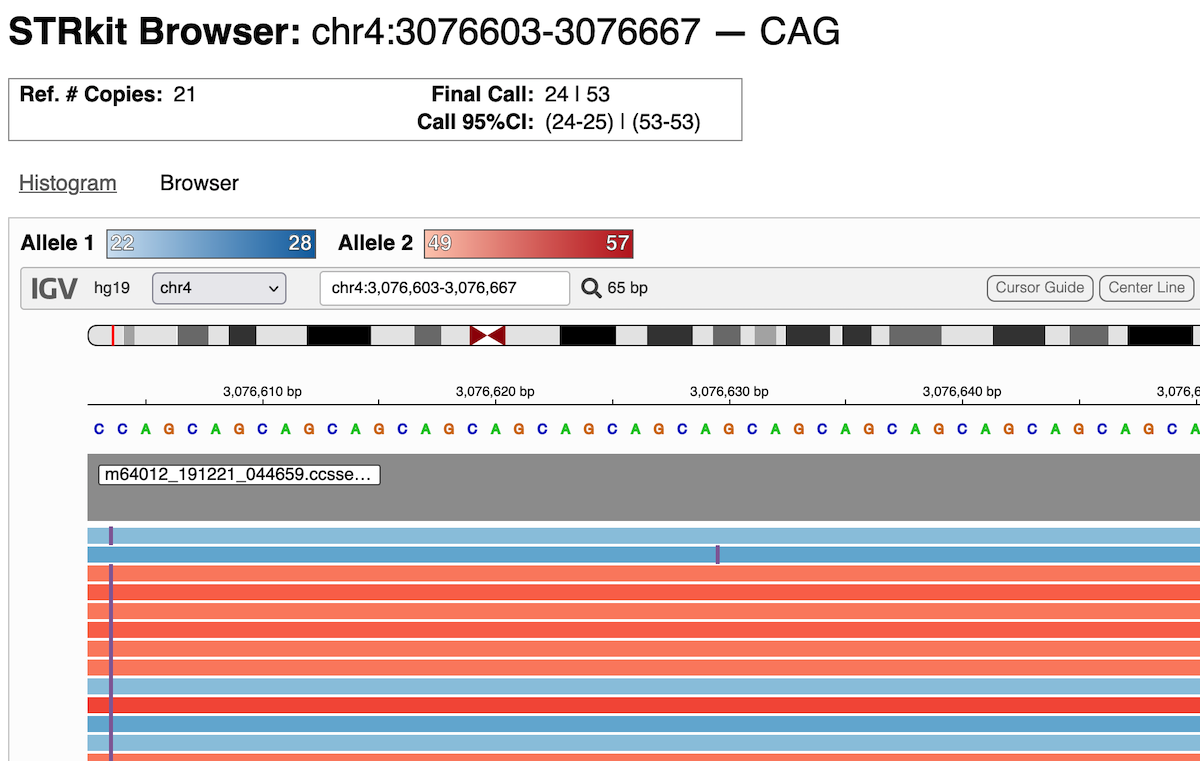 STRkit Browser: chr4:3076603-3076667 — CAG
Ref. # Copies: 21 Final Call: 24 | 53
Call 95%CI: (24-25) | (53-53)
Histogram Browser
Allele 1 22 28 Allele 2 49 57
IGV hg19 chr4 chr4:3,076,603-3,076,667 65 bp Cursor Guide Center Line
3,076,610 bp 3,076,620 bp 3,076,630 bp 3,076,640 bp 3,076,6
C C A G C A G C A G C A G C A G C A G C A G C A G C A G C A G C A G C A G C A G C A G C A G C A G C A
m64012_191221_044659.ccsse...